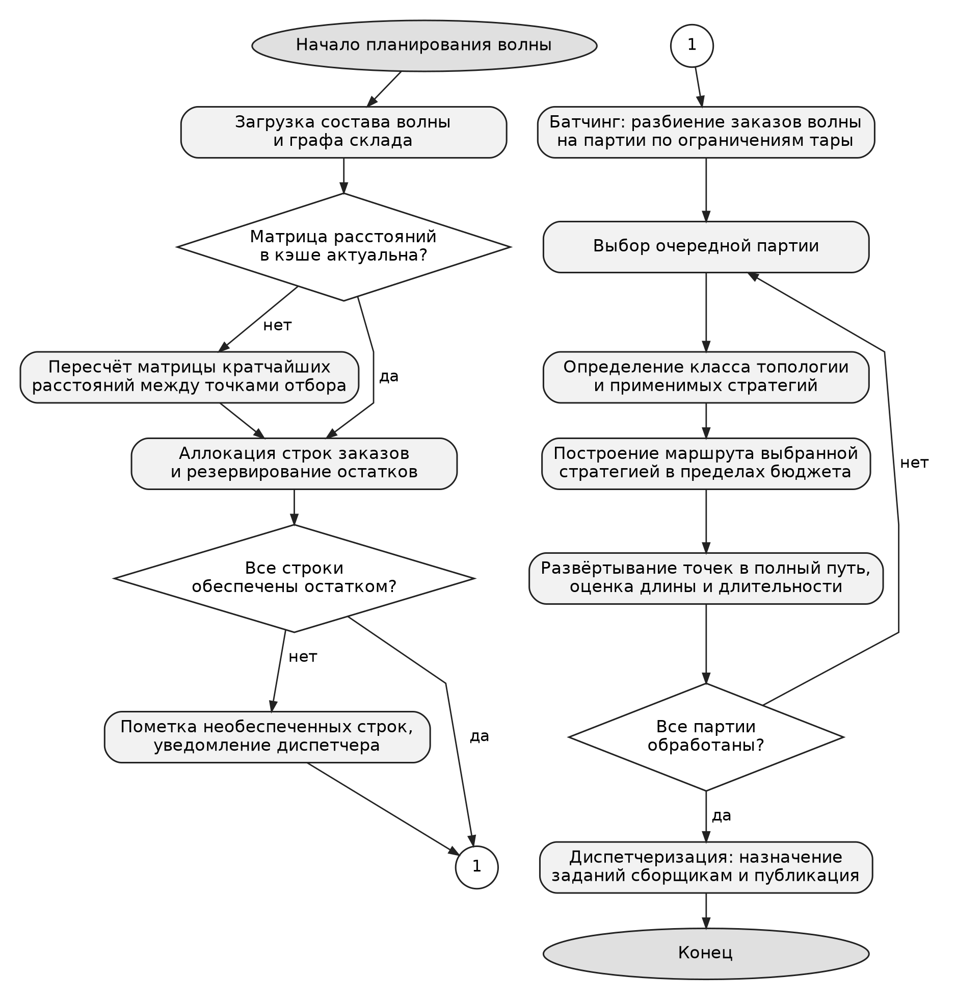 Начало планирования волны
Загрузка состава волны
и графа склада
Матрица расстояний
в кэше актуальна?
нет
да
Пересчёт матрицы кратчайших
расстояний между точками отбора
Аллокация строк заказов
и резервирование остатков
Все строки
обеспечены остатком?
нет
да
Пометка необеспеченных строк,
уведомление диспетчера
1
1
Батчинг: разбиение заказов волны
на партии по ограничениям тары
Выбор очередной партии
Определение класса топологии
и применимых стратегий
Построение маршрута выбранной
стратегией в пределах бюджета
нет
Развёртывание точек в полный путь,
оценка длины и длительности
Все партии
обработаны?
да
Диспетчеризация: назначение
заданий сборщикам и публикация
Конец